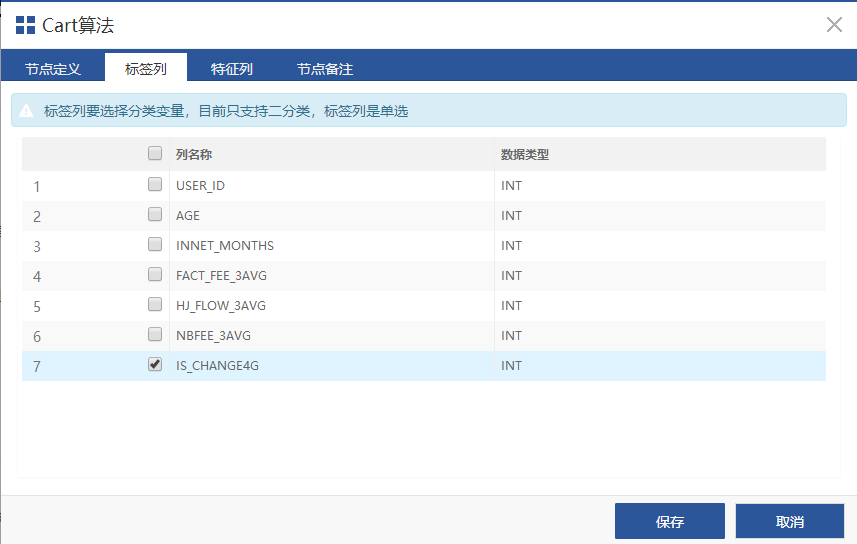 Cart算法
节点定义 标签列 特征列 节点备注
标签列要选择分类变量，目前只支持二分类，标签列是单选
列名称 数据类型
1 USER_ID INT
2 AGE INT
3 INNET_MONTHS INT
4 FACT_FEE_3AVG INT
5 HJ_FLOW_3AVG INT
6 NBFEE_3AVG INT
7 IS_CHANGE4G INT
保存 取消